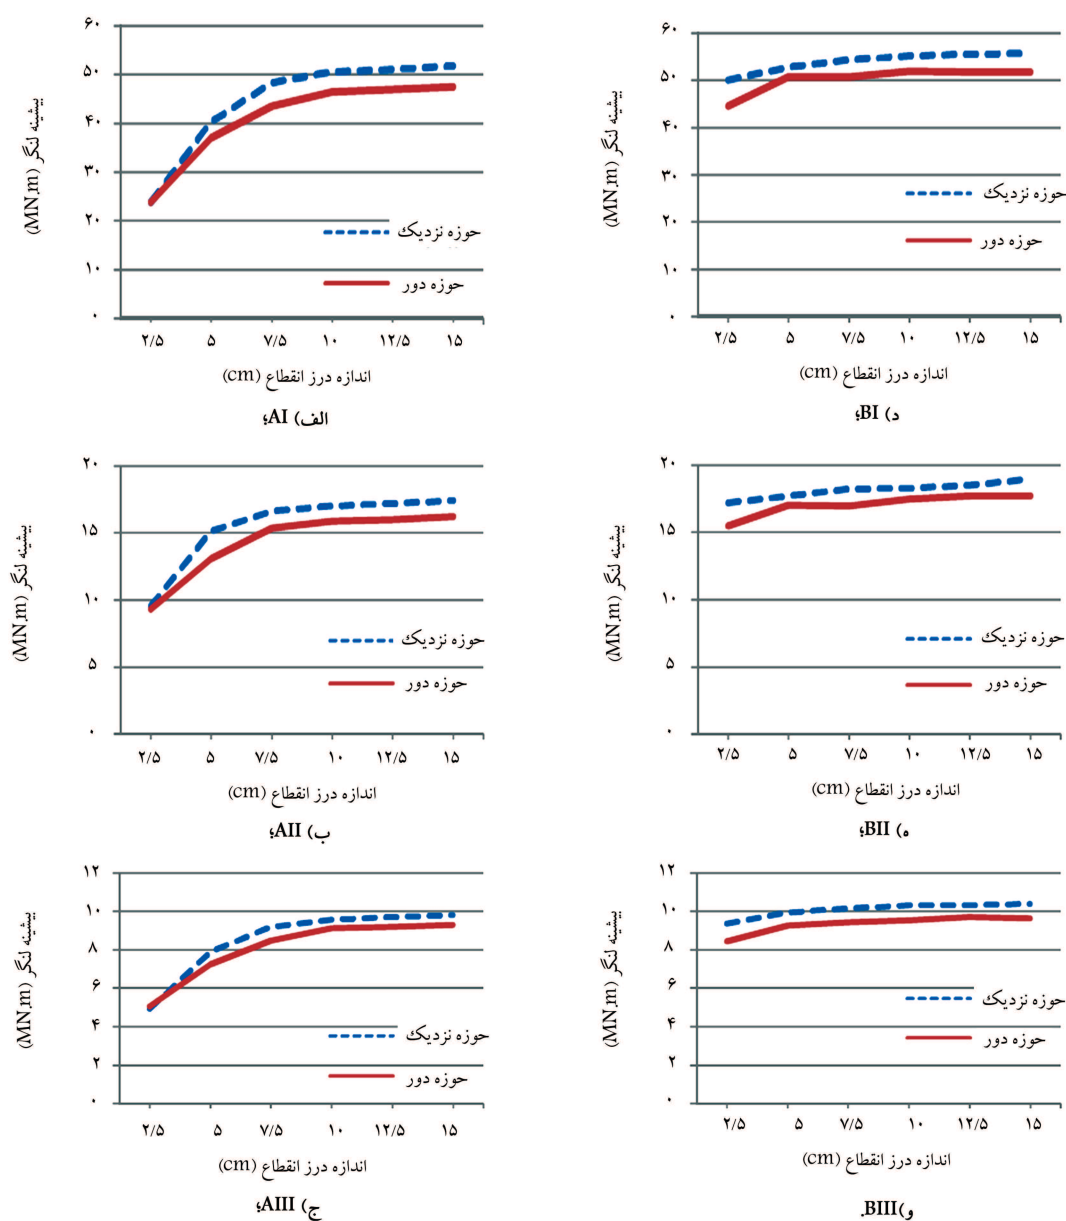 بیشینه لنگر (MN.m)
۶۰
۵۰
۴۰
۳۰
۲۰
۱۰
۰
حوزه نزدیک
حوزه دور
۲/۵ ۵ ۷/۵ ۱۰ ۱۲/۵ ۱۵
اندازه درز انقطاع (cm)
الف) AI؛
بیشینه لنگر (MN.m)
۶۰
۵۰
۴۰
۳۰
۲۰
۱۰
۰
حوزه نزدیک
حوزه دور
۲/۵ ۵ ۷/۵ ۱۰ ۱۲/۵ ۱۵
اندازه درز انقطاع (cm)
د) BI؛
بیشینه لنگر (MN.m)
۲۰
۱۵
۱۰
۵
۰
حوزه نزدیک
حوزه دور
۲/۵ ۵ ۷/۵ ۱۰ ۱۲/۵ ۱۵
اندازه درز انقطاع (cm)
ب) AII؛
بیشینه لنگر (MN.m)
۲۰
۱۵
۱۰
۵
۰
حوزه نزدیک
حوزه دور
۲/۵ ۵ ۷/۵ ۱۰ ۱۲/۵ ۱۵
اندازه درز انقطاع (cm)
ه) BII؛
بیشینه لنگر (MN.m)
۱۲
۱۰
۸
۶
۴
۲
۰
حوزه نزدیک
حوزه دور
۲/۵ ۵ ۷/۵ ۱۰ ۱۲/۵ ۱۵
اندازه درز انقطاع (cm)
ج) AIII؛
بیشینه لنگر (MN.m)
۱۲
۱۰
۸
۶
۴
۲
۰
حوزه نزدیک
حوزه دور
۲/۵ ۵ ۷/۵ ۱۰ ۱۲/۵ ۱۵
اندازه درز انقطاع (cm)
و) BIII.